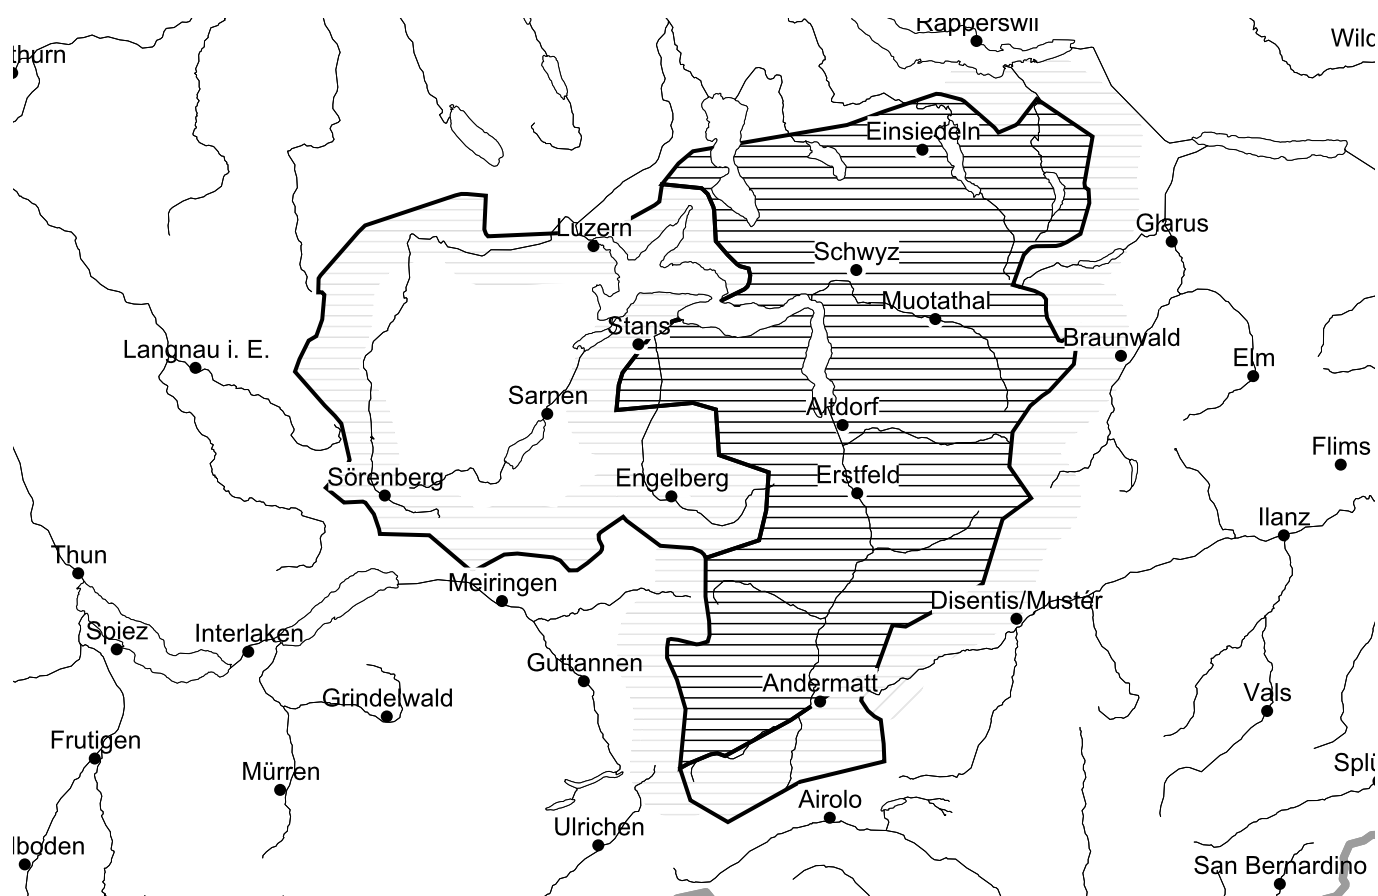 Rapperswil
Wild
thurn
Einsiedeln
Luzern
Glarus
Schwyz
Muotathal
Stans
Braunwald
Langnau i. E.
Elm
Sarnen
Altdorf
Flims
Sörenberg
Engelberg
Erstfeld
Ilanz
Thun
Meiringen
Disentis/Mustér
Spiez
Interlaken
Guttannen
Andermatt
Vals
Grindelwald
Frutigen
Mürren
Splü
Airolo
Ulrichen
lboden
San Bernardino